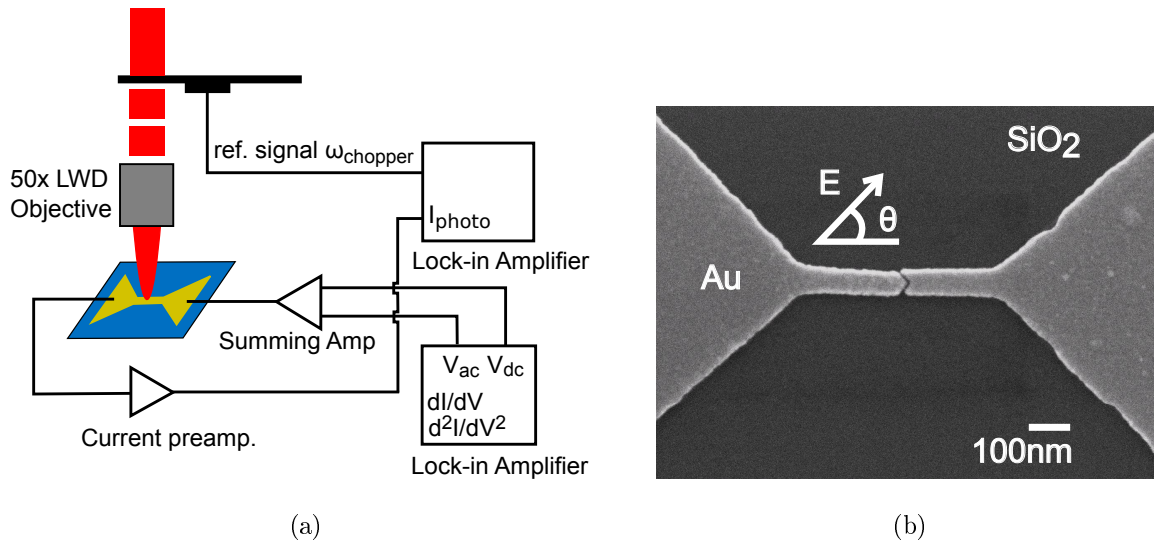 ref. signal ωchopper
50x LWD
Objective
Iphoto
Lock-in Amplifier
Summing Amp
Vac Vdc
dI/dV
d²I/dV²
Current preamp.
Lock-in Amplifier
(a)
SiO₂
E
θ
Au
100nm
(b)